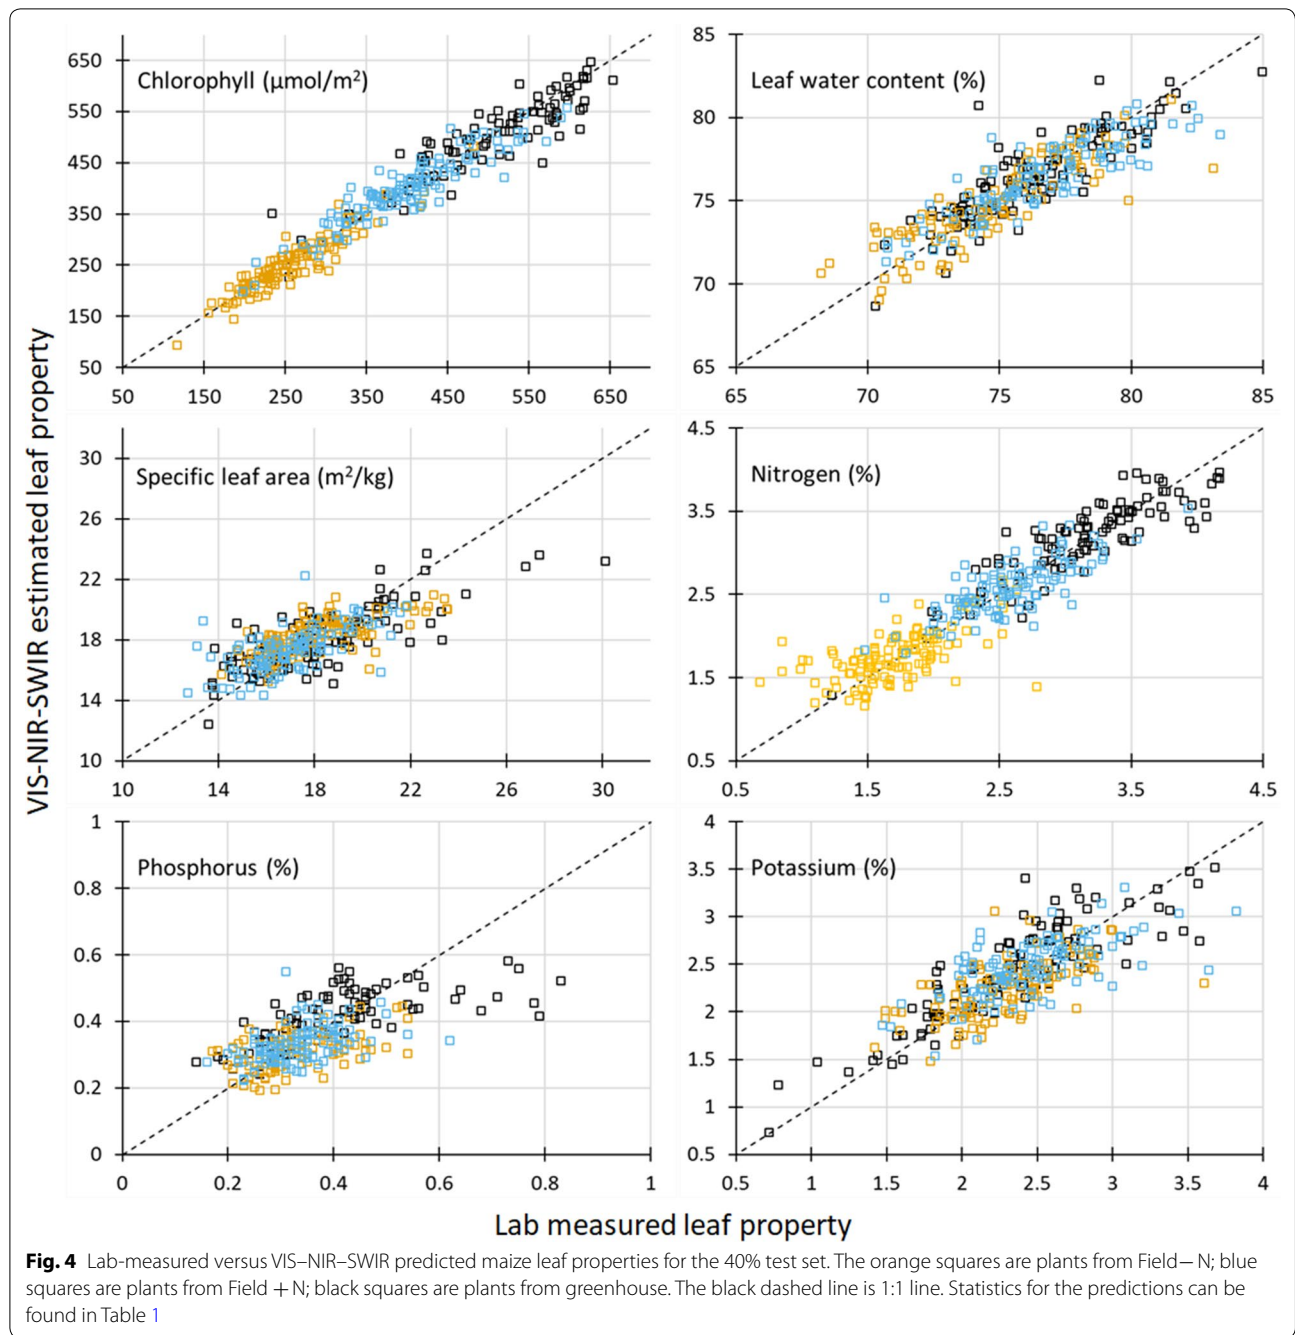 VIS-NIR-SWIR estimated leaf property
Chlorophyll (µmol/m²)
650
550
450
350
250
150
50
50 150 250 350 450 550 650
Leaf water content (%)
85
80
75
70
65
65 70 75 80 85
Specific leaf area (m²/kg)
30
26
22
18
14
10
10 14 18 22 26 30
Nitrogen (%)
4.5
3.5
2.5
1.5
0.5
0.5 1.5 2.5 3.5 4.5
Phosphorus (%)
1
0.8
0.6
0.4
0.2
0
0 0.2 0.4 0.6 0.8 1
Potassium (%)
4
3.5
3
2.5
2
1.5
1
0.5
0.5 1 1.5 2 2.5 3 3.5 4
Lab measured leaf property
Fig. 4 Lab-measured versus VIS–NIR–SWIR predicted maize leaf properties for the 40% test set. The orange squares are plants from Field− N; blue
squares are plants from Field + N; black squares are plants from greenhouse. The black dashed line is 1:1 line. Statistics for the predictions can be
found in Table 1